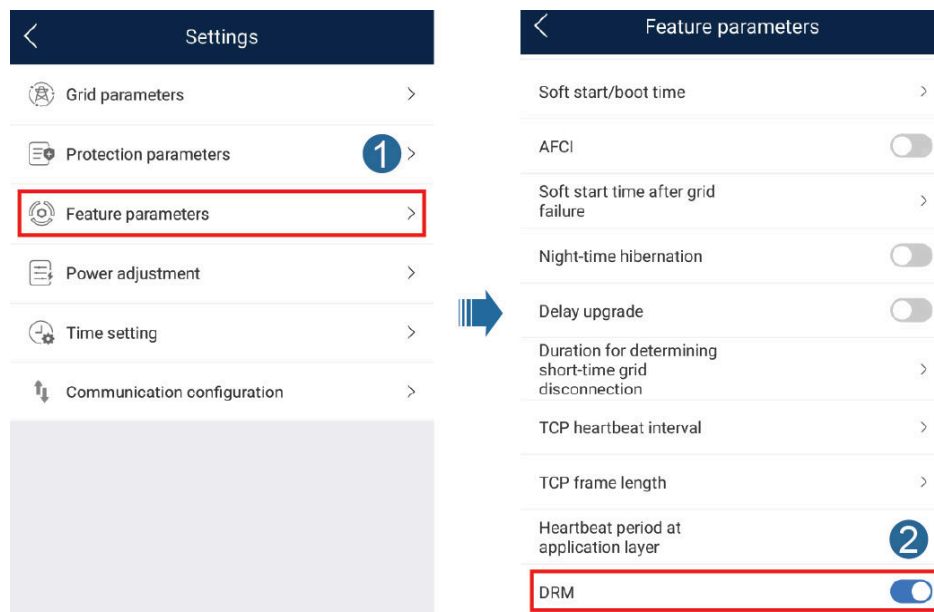 Settings
Grid parameters
Protection parameters
1
Feature parameters
Power adjustment
Time setting
Communication configuration
Feature parameters
Soft start/boot time
AFCI
Soft start time after grid
failure
Night-time hibernation
Delay upgrade
Duration for determining
short-time grid
disconnection
TCP heartbeat interval
TCP frame length
Heartbeat period at
application layer
2
DRM